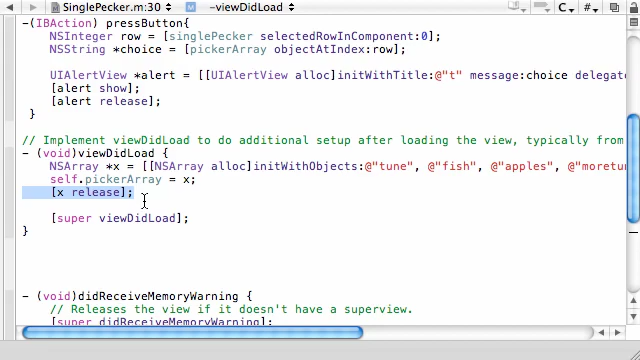 SinglePecker.m:30 -viewDidLoad C #
-(IBAction) pressButton{
NSInteger row = [singlePecker selectedRowInComponent:0];
NSString *choice = [pickerArray objectAtIndex:row];
UIAlertView *alert = [[UIAlertView alloc]initWithTitle:@"t" message:choice delegate
[alert show];
[alert release];
}
// Implement viewDidLoad to do additional setup after loading the view, typically from
- (void)viewDidLoad {
NSArray *x = [[NSArray alloc]initWithObjects:@"tune", @"fish", @"apples", @"moretun
self.pickerArray = x;
[x release];
[super viewDidLoad];
}
- (void)didReceiveMemoryWarning {
// Releases the view if it doesn't have a superview.
[super didReceiveMemoryWarning];